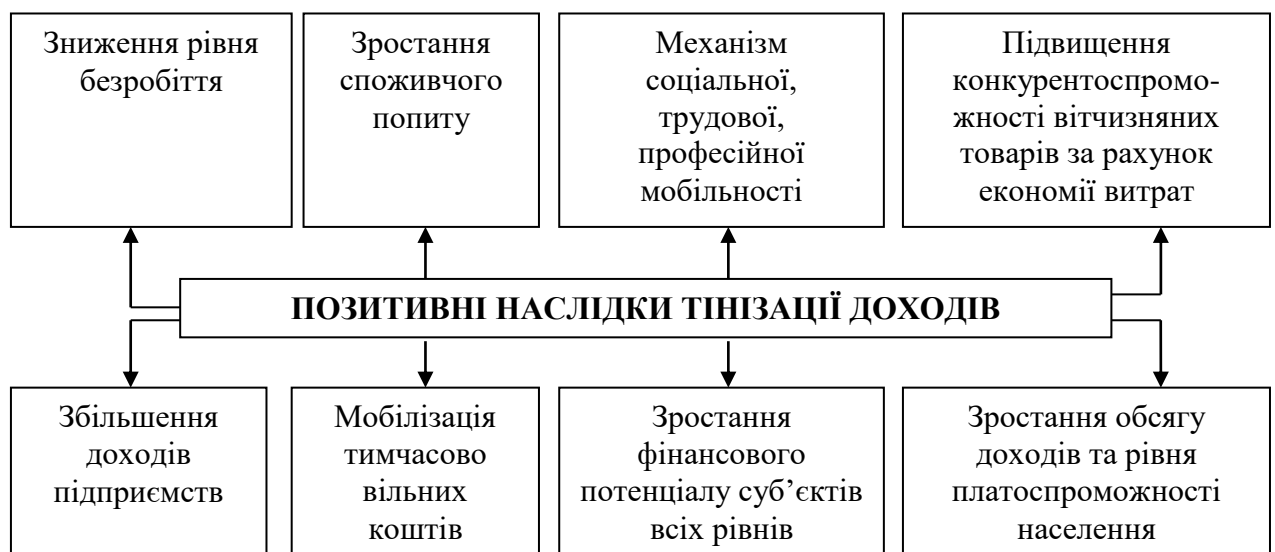 Зниження рівня
безробіття
Зростання
споживчого
попиту
Механізм
соціальної,
трудової,
професійної
мобільності
Підвищення
конкурентоспромо-
жності вітчизняних
товарів за рахунок
економії витрат
ПОЗИТИВНІ НАСЛІДКИ ТІНІЗАЦІЇ ДОХОДІВ
Збільшення
доходів
підприємств
Мобілізація
тимчасово
вільних
коштів
Зростання
фінансового
потенціалу суб’єктів
всіх рівнів
Зростання обсягу
доходів та рівня
платоспроможності
населення